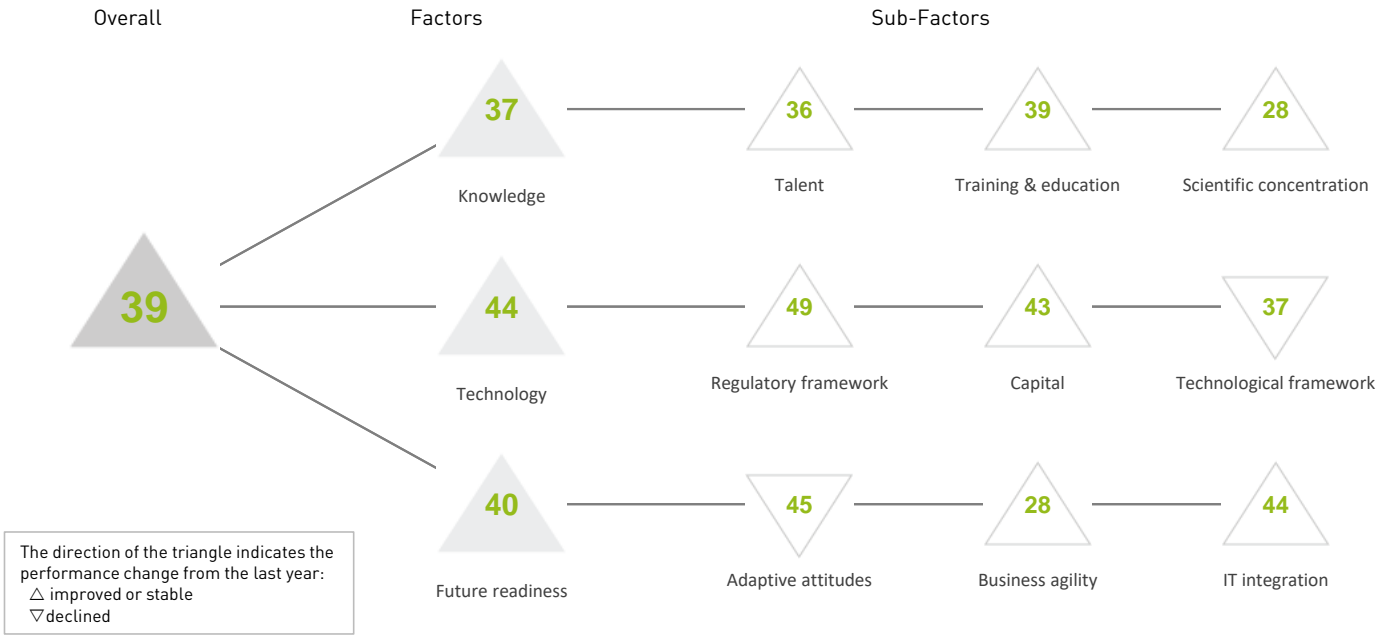 Overall
Factors
Sub-Factors
37
36
39
28
Knowledge
Talent
Training & education
Scientific concentration
39
44
49
43
37
Technology
Regulatory framework
Capital
Technological framework
40
45
28
44
Future readiness
Adaptive attitudes
Business agility
IT integration
The direction of the triangle indicates the
performance change from the last year:
△ improved or stable
▽ declined